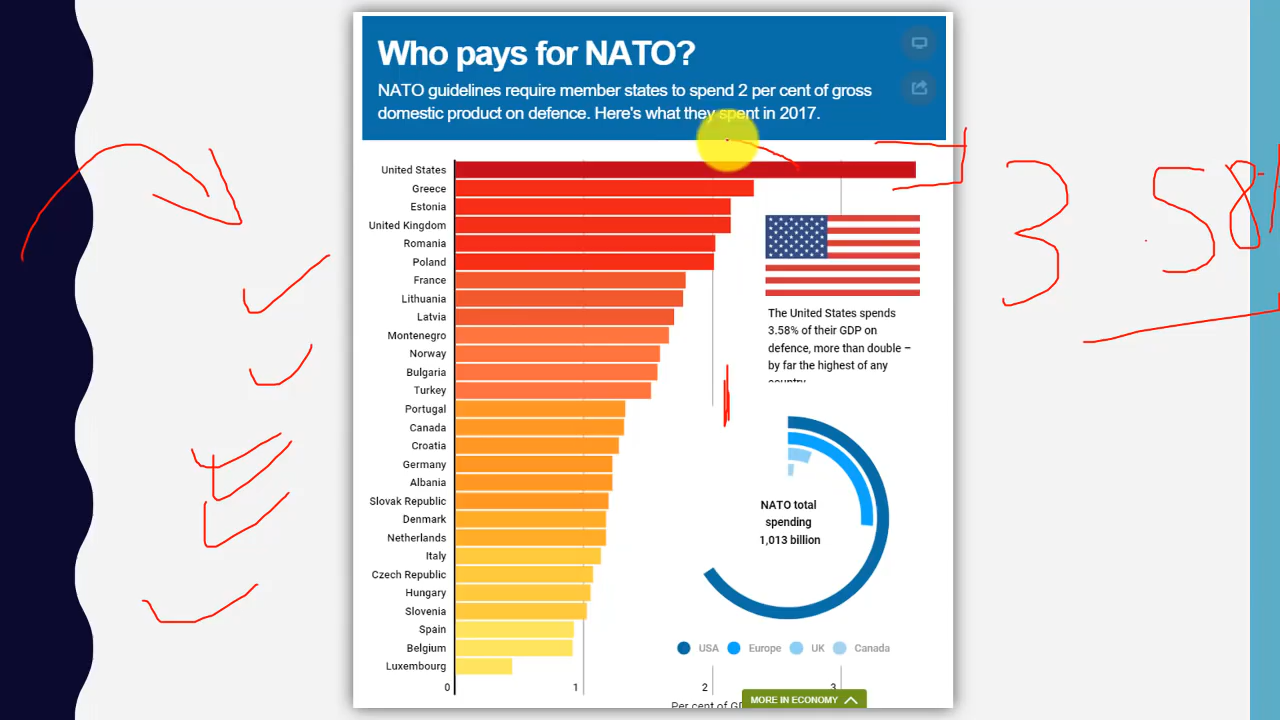 Who pays for NATO?
NATO guidelines require member states to spend 2 per cent of gross
domestic product on defence. Here's what they spent in 2017.
United States
Greece
Estonia
United Kingdom
Romania
Poland
France
Lithuania
Latvia
Montenegro
Norway
Bulgaria
Turkey
Portugal
Canada
Croatia
Germany
Albania
Slovak Republic
Denmark
Netherlands
Italy
Czech Republic
Hungary
Slovenia
Spain
Belgium
Luxembourg
0 1 2 3
Per cent of
The United States spends
3.58% of their GDP on
defence, more than double –
by far the highest of any
country
NATO total
spending
1,013 billion
USA Europe UK Canada
MORE IN ECONOMY
3.58